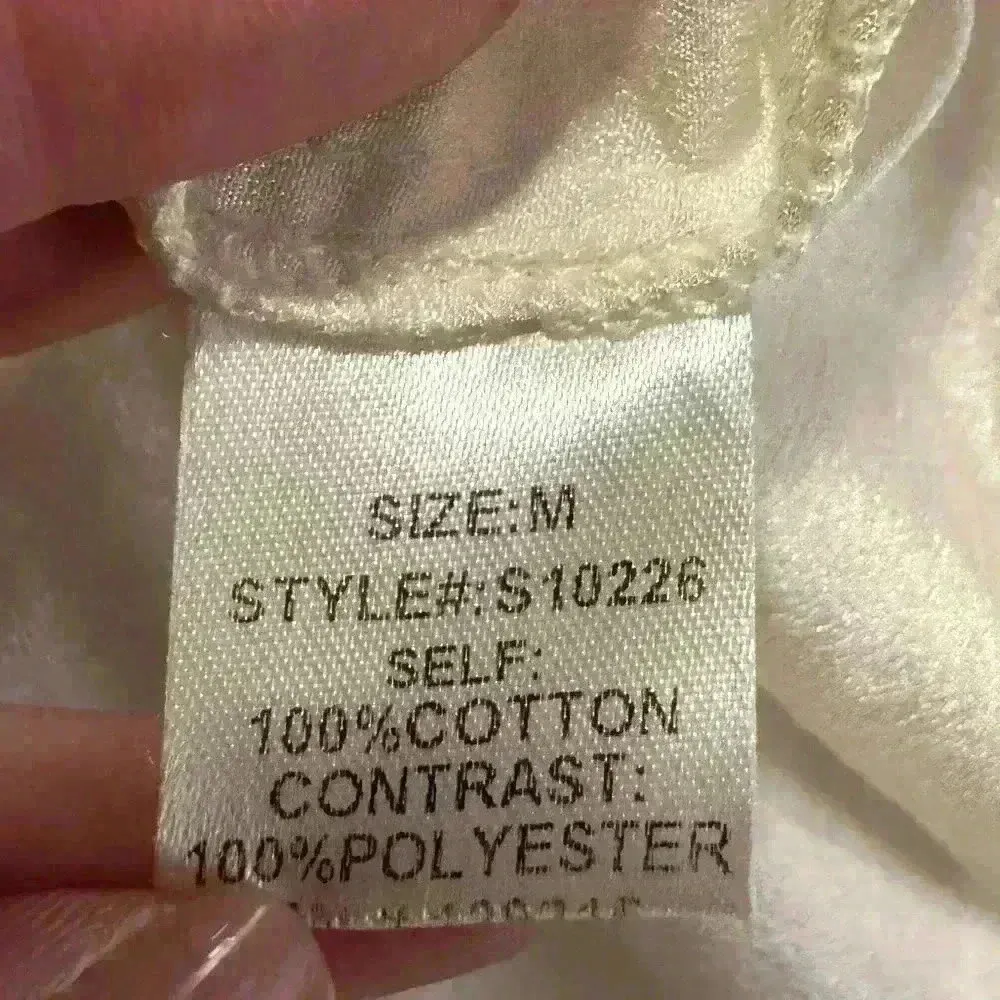 SIZE:M
STYLE#:S10226
SELF:
100%COTTON
CONTRAST:
100%POLYESTER